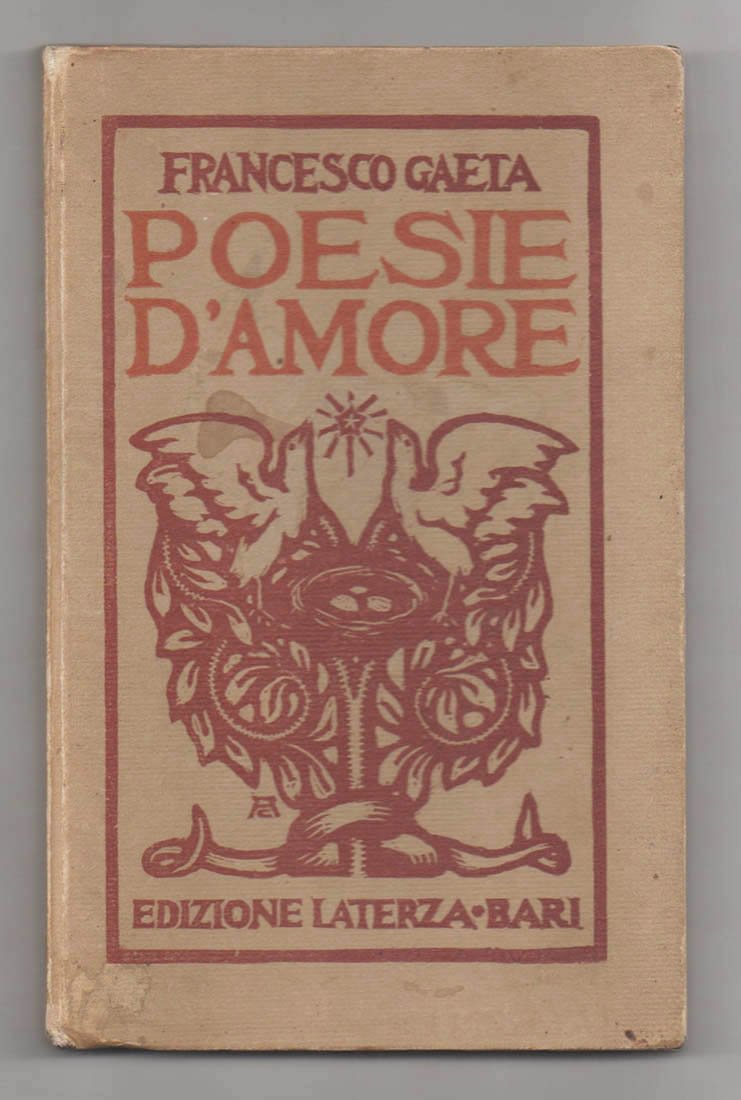 FRANCESCO GAETA
POESIE
D'AMORE
EDIZIONE LATERZA•BARI